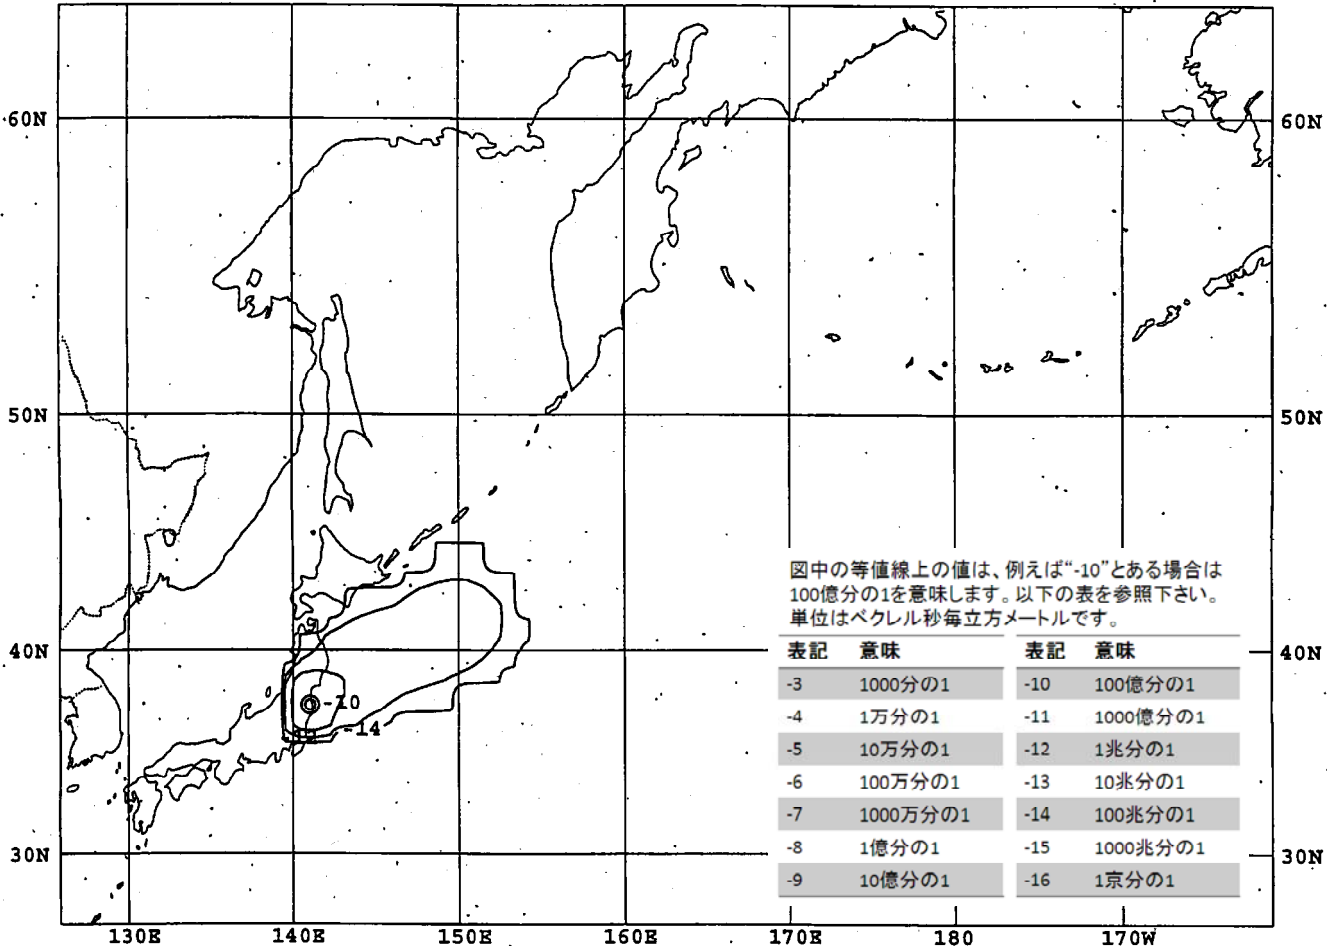 60N
60N
50N
50N
図中の等値線上の値は、例えば“-10”とある場合は
100億分の1を意味します。以下の表を参照下さい。
単位はベクレル秒毎立方メートルです。
表記 意味 表記 意味
40N
40N
-3 1000分の1 -10 100億分の1
-10
-4 1万分の1 -11 1000億分の1
-14
-5 10万分の1 -12 1兆分の1
-6 100万分の1 -13 10兆分の1
-7 1000万分の1 -14 100兆分の1
-8 1億分の1 -15 1000兆分の1
30N
30N
-9 10億分の1 -16 1京分の1
130E 140E 150E 160E 170E 180 170W